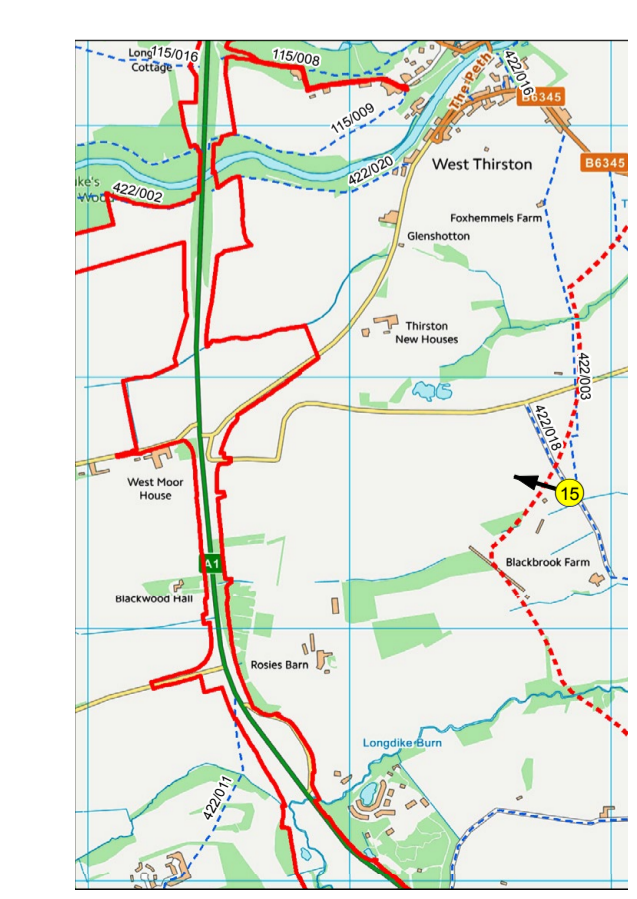 Long
115/016
Cottage
115/008
422/016
The Peth
B6345
115/009
West Thirston
B6345
422/020
422/002
Foxhemmels Farm
Glenshotton
Thirston
New Houses
422/003
422/018
West Moor
House
15
A1
Blackbrook Farm
Blackwood Hall
Rosies Barn
Longdike Burn
422/011